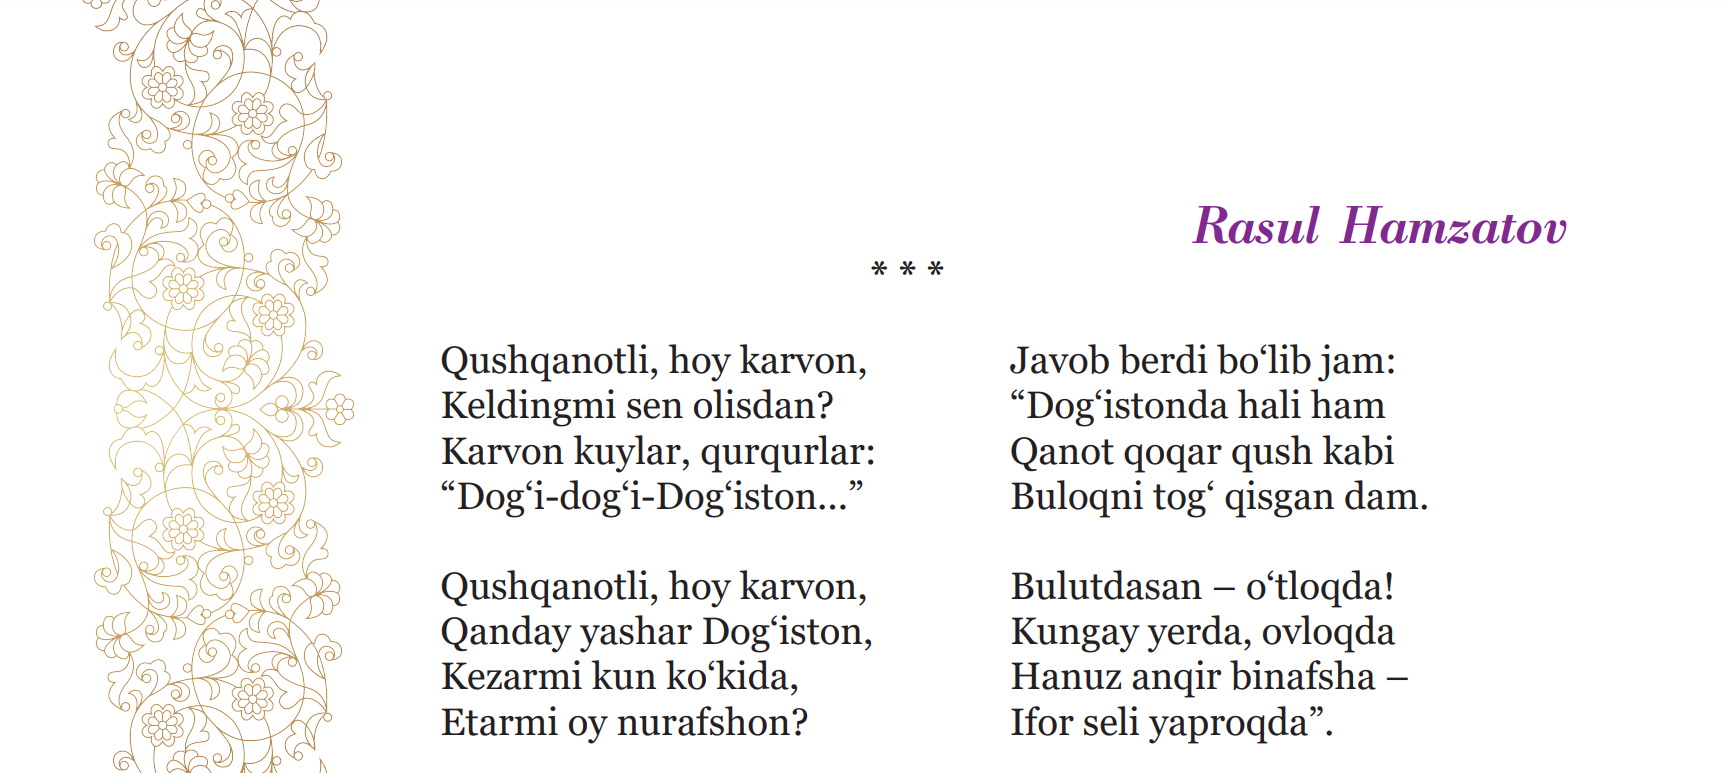 Rasul Hamzatov
* * *
Qushqanotli, hoy karvon,
Keldingmi sen olisdan?
Karvon kuylar, qurqurlar:
“Dog‘i-dog‘i-Dog‘iston...”
Qushqanotli, hoy karvon,
Qanday yashar Dog‘iston,
Kezarmi kun ko‘kida,
Etarmi oy nurafshon?
Javob berdi bo‘lib jam:
“Dog‘istonda hali ham
Qanot qoqar qush kabi
Buloqni tog‘ qisgan dam.
Bulutdasan – o‘tloqda!
Kungay yerda, ovloqda
Hanuz anqir binafsha –
Ifor seli yaproqda”.